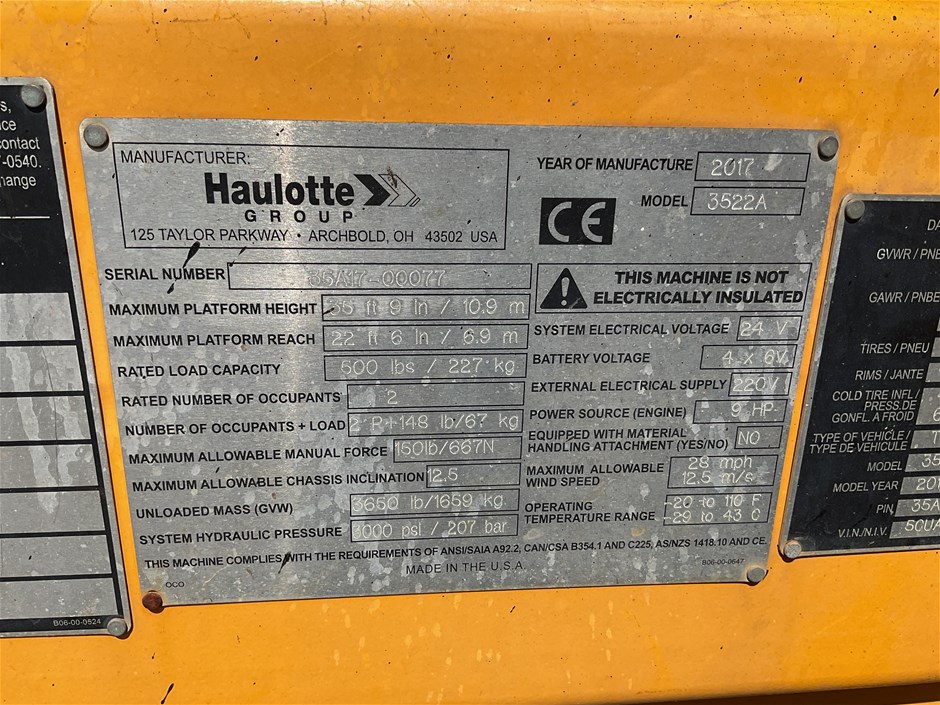 s,
ce
contact
-0540.
hange
B06-00-0524
MANUFACTURER:
Haulotte
GROUP
125 TAYLOR PARKWAY • ARCHBOLD, OH 43502 USA
SERIAL NUMBER 35A17-00077
MAXIMUM PLATFORM HEIGHT 35 ft 9 In / 10.9 m
MAXIMUM PLATFORM REACH 22 ft 6 In / 6.9 m
RATED LOAD CAPACITY 500 lbs / 227 kg
RATED NUMBER OF OCCUPANTS 2
NUMBER OF OCCUPANTS + LOAD 2 P+148 lb/67 kg
MAXIMUM ALLOWABLE MANUAL FORCE 150lb/667N
MAXIMUM ALLOWABLE CHASSIS INCLINATION 12.5
UNLOADED MASS (GVW) 3650 lb/1659 kg
SYSTEM HYDRAULIC PRESSURE 3000 psl / 207 bar
YEAR OF MANUFACTURE 2017
MODEL 3522A
CE
THIS MACHINE IS NOT
ELECTRICALLY INSULATED
SYSTEM ELECTRICAL VOLTAGE 24 V
BATTERY VOLTAGE 4 x 6V
EXTERNAL ELECTRICAL SUPPLY 220V
POWER SOURCE (ENGINE) 9 HP
EQUIPPED WITH MATERIAL
HANDLING ATTACHMENT (YES/NO) NO
MAXIMUM ALLOWABLE 28 mph
WIND SPEED 12.5 m/s
OPERATING -20 to 110 F
TEMPERATURE RANGE -29 to 43 C
THIS MACHINE COMPLIES WITH THE REQUIREMENTS OF ANSI/SAIA A92.2, CAN/CSA B354.1 AND C225, AS/NZS 1418.10 AND CE.
MADE IN THE U.S.A.
OCO
B06-00-0647
DA
GVWR / PNB
GAWR / PNBE
TIRES / PNEU
RIMS / JANTE
COLD TIRE INFL /
PRESS.DE
GONFL.A FROID 6
TYPE OF VEHICLE / T
TYPE DE VEHICULE
MODEL 35
MODEL YEAR 201
PIN 35A
V.I.N./N.I.V. 5CUA